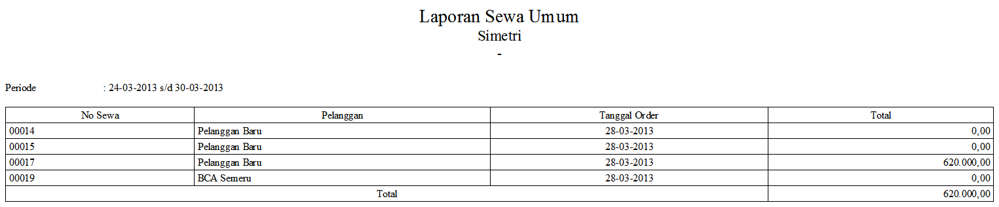 Laporan Sewa Umum
Simetri
-
Periode : 24-03-2013 s/d 30-03-2013
No Sewa Pelanggan Tanggal Order Total
00014 Pelanggan Baru 28-03-2013 0,00
00015 Pelanggan Baru 28-03-2013 0,00
00017 Pelanggan Baru 28-03-2013 620.000,00
00019 BCA Semeru 28-03-2013 0,00
Total 620.000,00